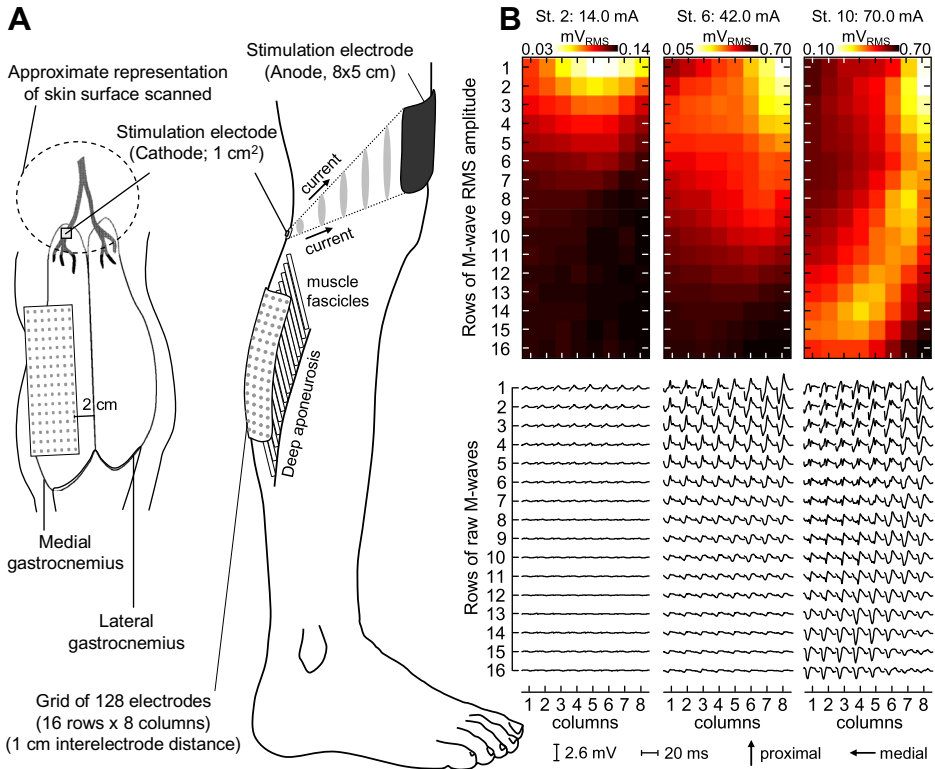 A
Approximate representation
of skin surface scanned
Stimulation electrode
(Anode, 8x5 cm)
Stimulation electode
(Cathode; 1 cm²)
current
current
muscle
fascicles
Deep aponeurosis
2 cm
Medial
gastrocnemius
Lateral
gastrocnemius
Grid of 128 electrodes
(16 rows x 8 columns)
(1 cm interelectrode distance)
B
St. 2: 14.0 mA
St. 6: 42.0 mA
St. 10: 70.0 mA
mVRMS
mVRMS
mVRMS
0.03 0.14
0.05 0.70
0.10 0.70
Rows of M-wave RMS amplitude
1
2
3
4
5
6
7
8
9
10
11
12
13
14
15
16
Rows of raw M-waves
1
2
3
4
5
6
7
8
9
10
11
12
13
14
15
16
1 2 3 4 5 6 7 8
1 2 3 4 5 6 7 8
1 2 3 4 5 6 7 8
columns
columns
columns
2.6 mV
20 ms
proximal
medial